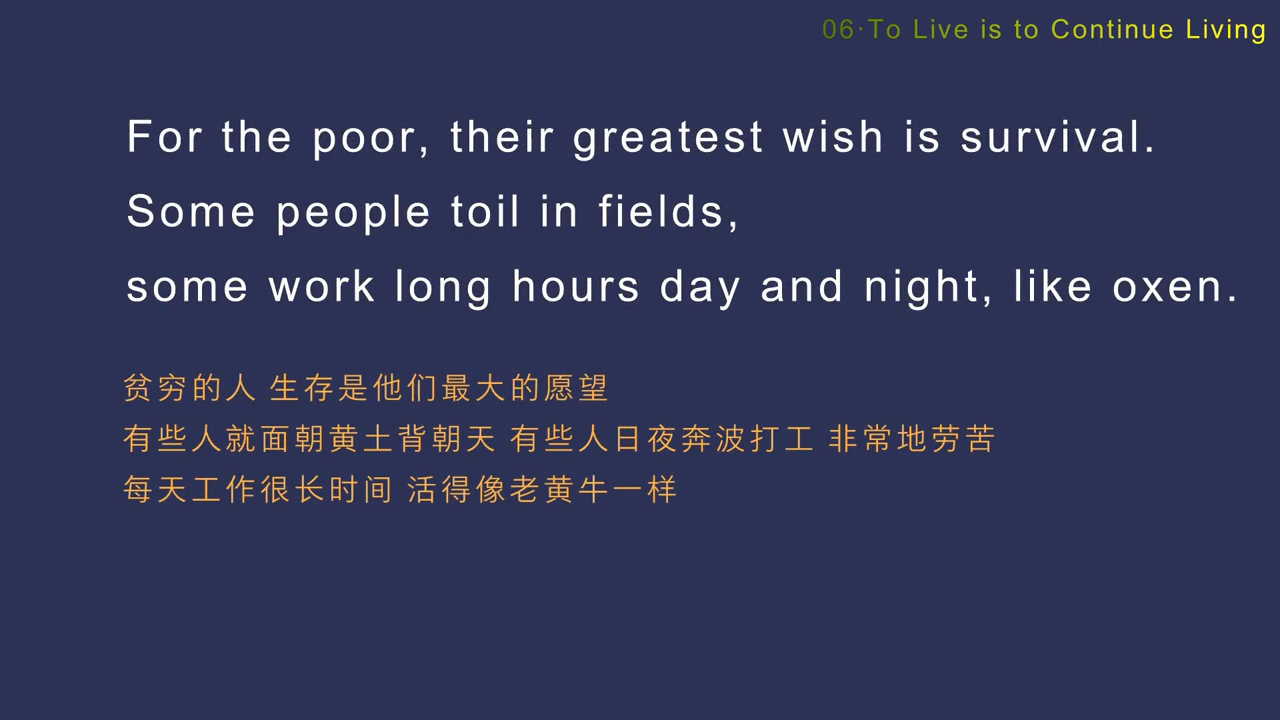 06·To Live is to Continue Living
For the poor, their greatest wish is survival.
Some people toil in fields,
some work long hours day and night, like oxen.
贫穷的人 生存是他们最大的愿望
有些人就面朝黄土背朝天 有些人日夜奔波打工 非常地劳苦
每天工作很长时间 活得像老黄牛一样